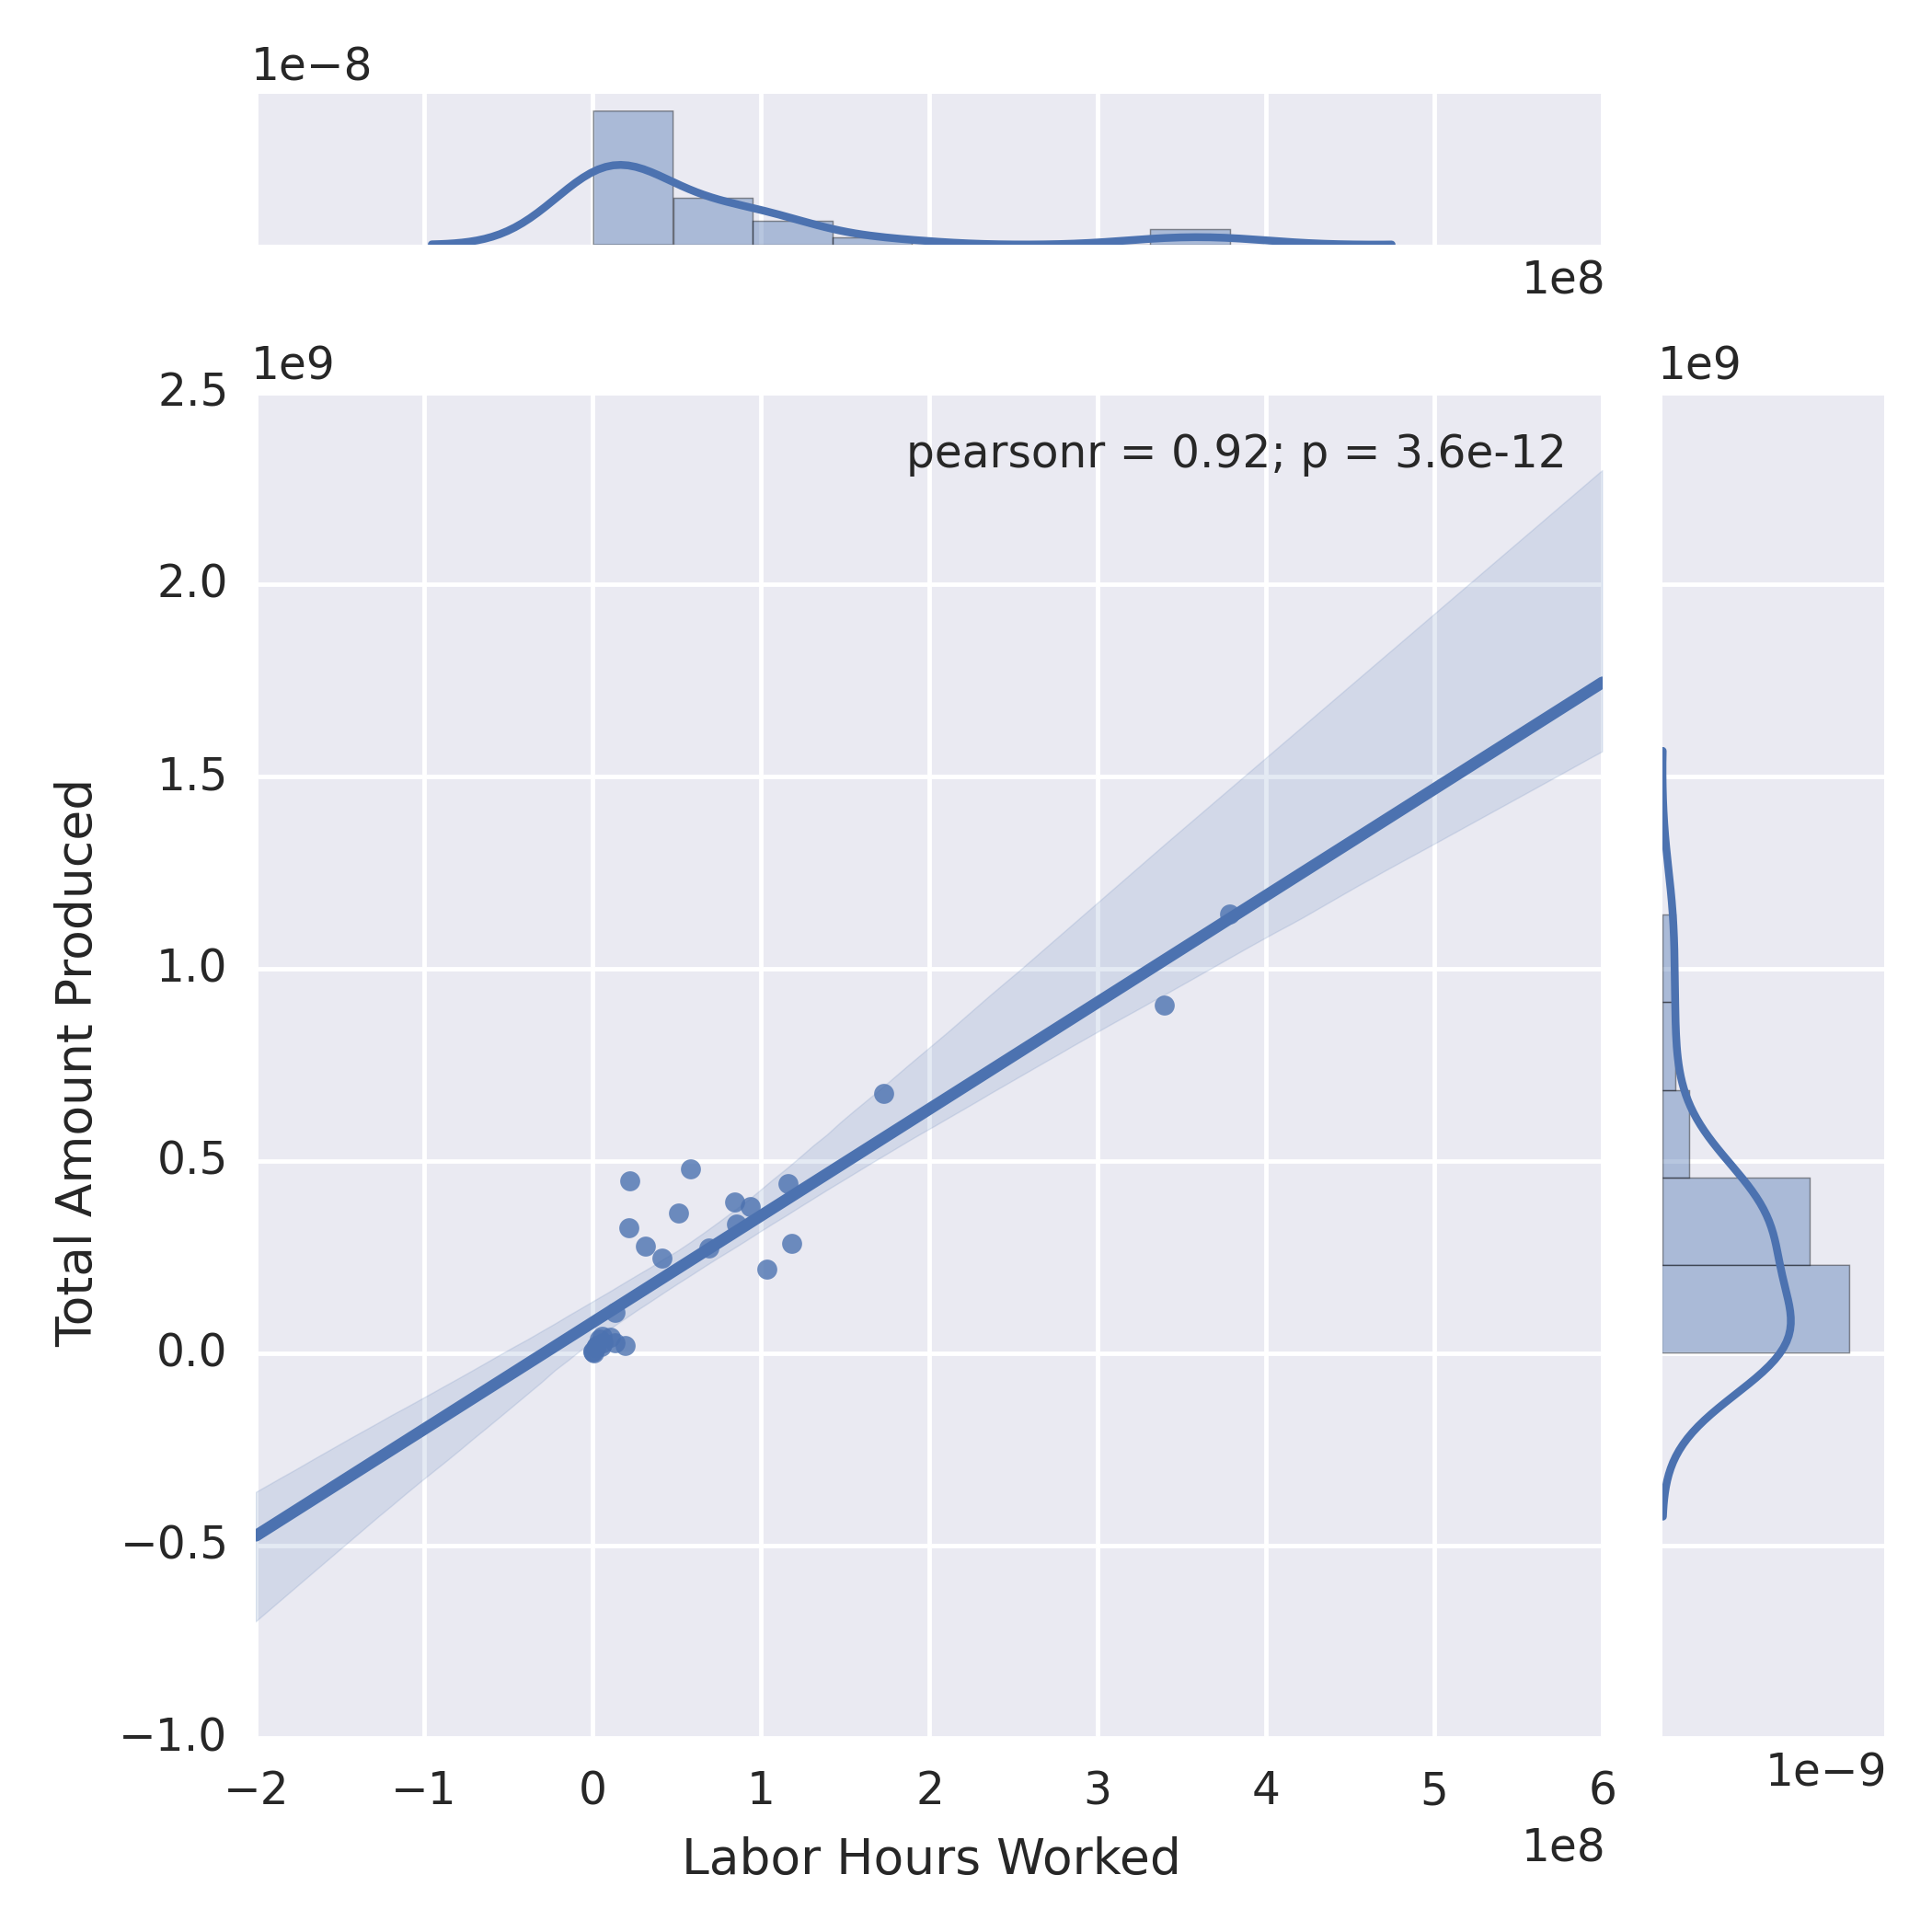 1e−8
1e8
1e9
1e9
2.5
pearsonr = 0.92; p = 3.6e-12
2.0
1.5
1.0
0.5
0.0
−0.5
−1.0
Total Amount Produced
−2 −1 0 1 2 3 4 5 6
1e−9
1e8
Labor Hours Worked